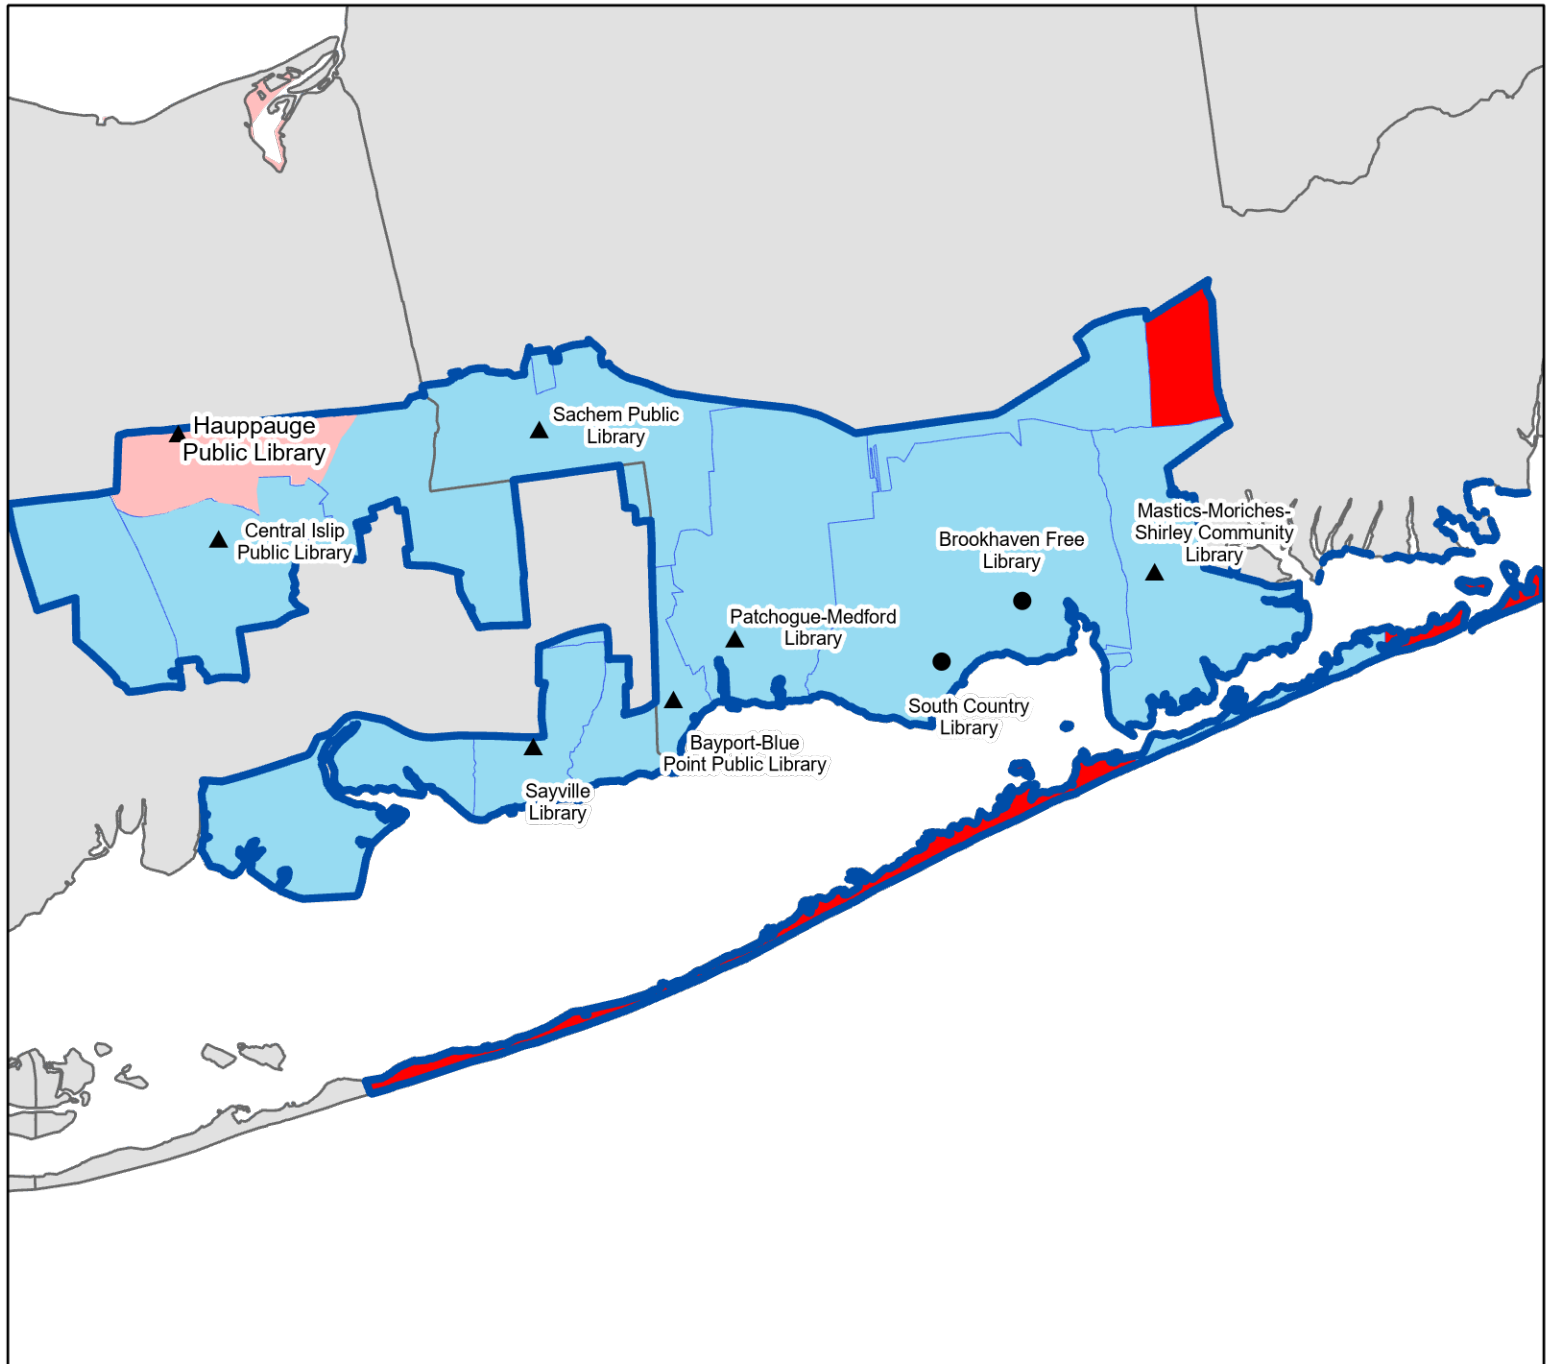 Hauppauge
Public Library
Sachem Public
Library
Central Islip
Public Library
Mastics-Moriches-
Shirley Community
Library
Brookhaven Free
Library
Patchogue-Medford
Library
South Country
Library
Bayport-Blue
Point Public Library
Sayville
Library